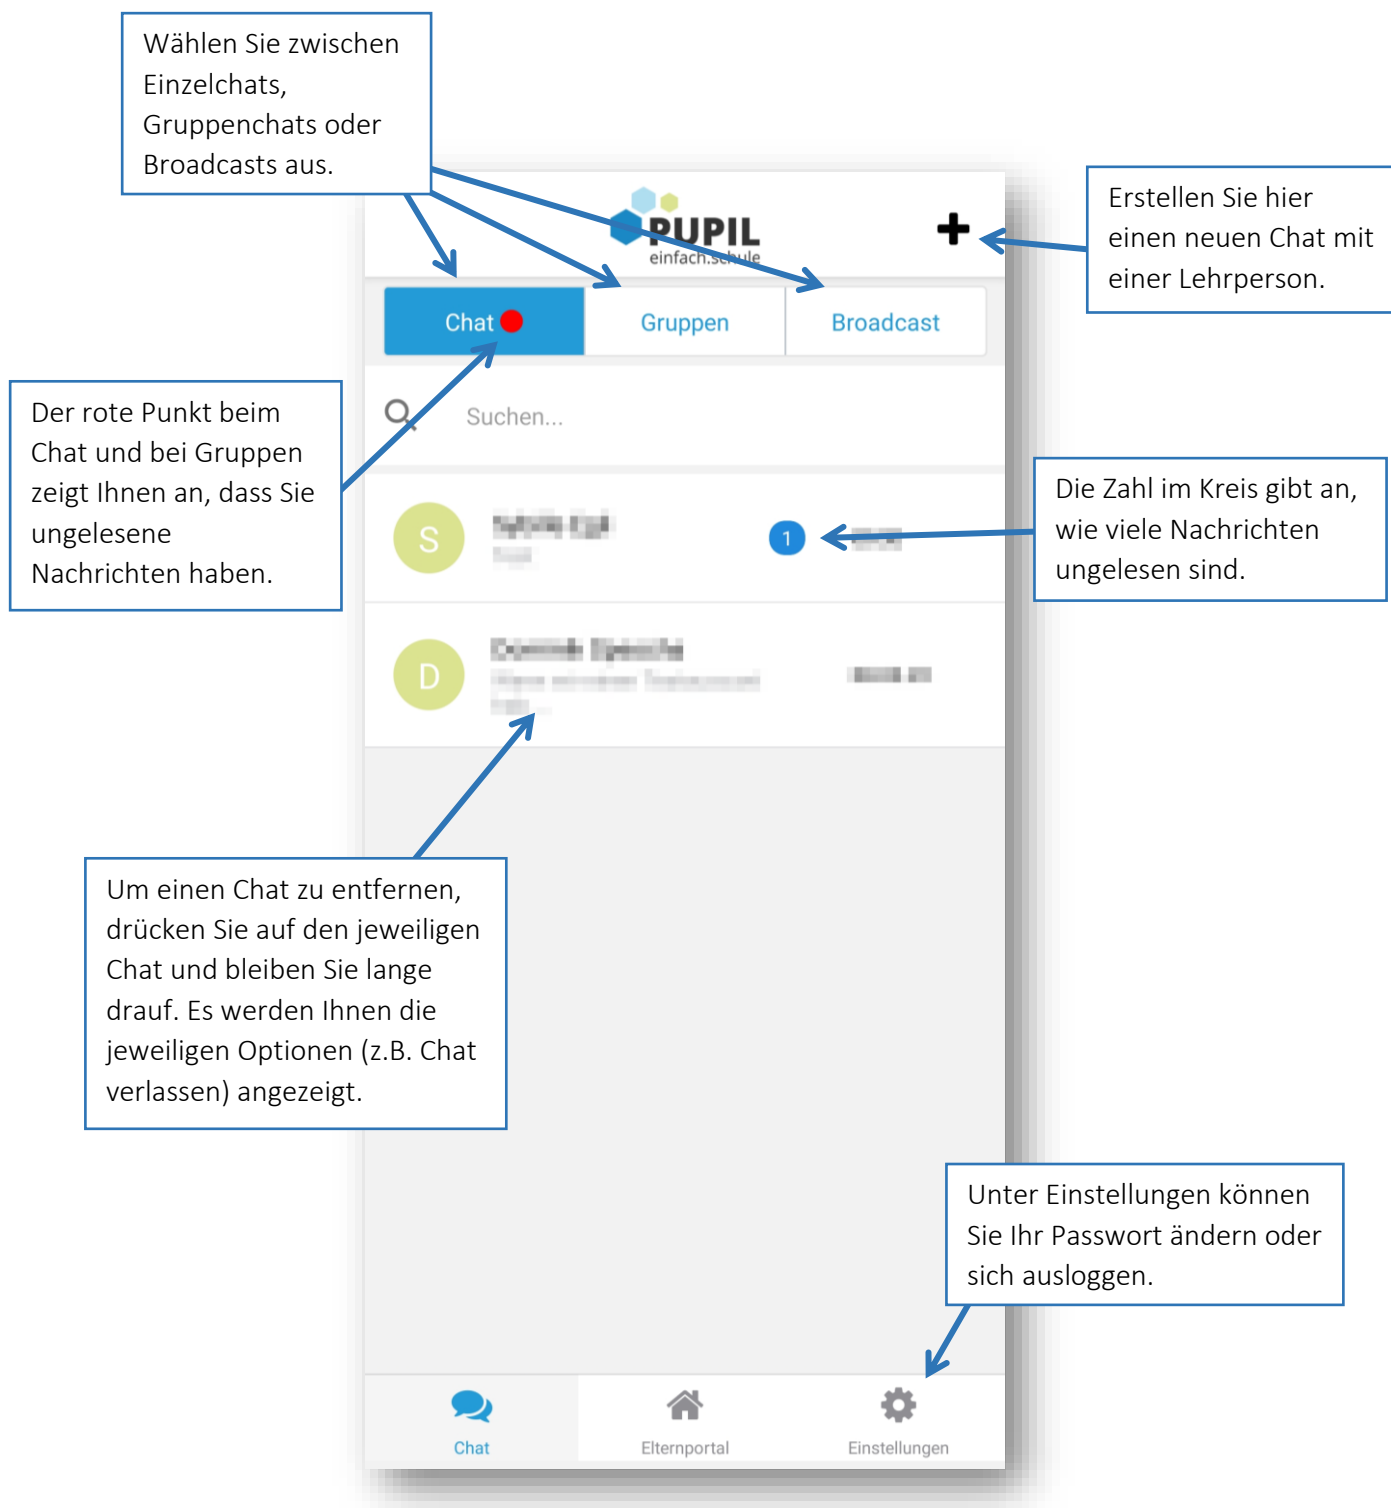 Wählen Sie zwischen
Einzelchats,
Gruppenchats oder
Broadcasts aus.
PUPIL
einfach.schule
Erstellen Sie hier
einen neuen Chat mit
einer Lehrperson.
Chat
Gruppen
Broadcast
Suchen...
Der rote Punkt beim
Chat und bei Gruppen
zeigt Ihnen an, dass Sie
ungelesene
Nachrichten haben.
S
1
Die Zahl im Kreis gibt an,
wie viele Nachrichten
ungelesen sind.
D
Um einen Chat zu entfernen,
drücken Sie auf den jeweiligen
Chat und bleiben Sie lange
drauf. Es werden Ihnen die
jeweiligen Optionen (z.B. Chat
verlassen) angezeigt.
Unter Einstellungen können
Sie Ihr Passwort ändern oder
sich ausloggen.
Chat
Elternportal
Einstellungen